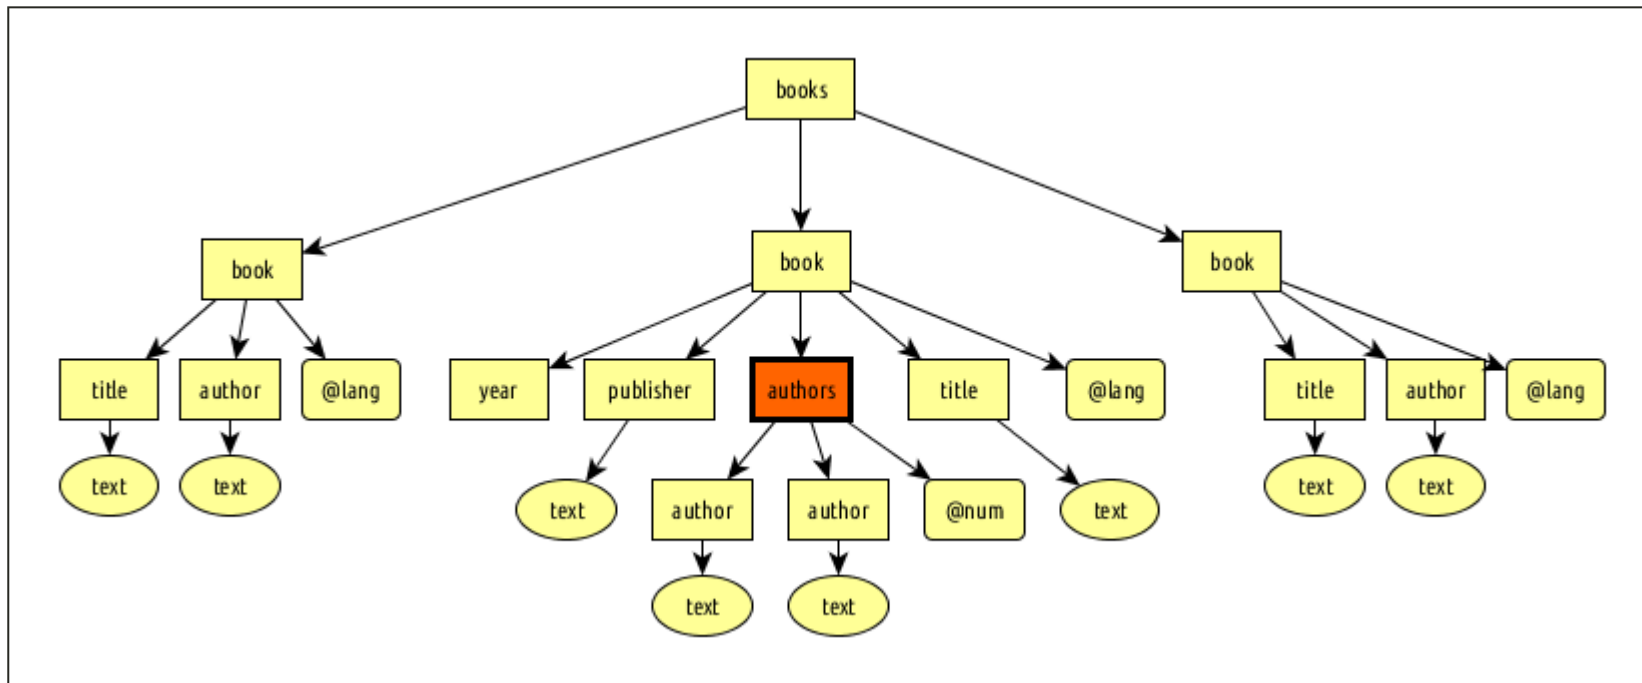 books
book
book
book
title
author
@lang
year
publisher
authors
title
@lang
title
author
@lang
text
text
text
author
author
@num
text
text
text
text
text